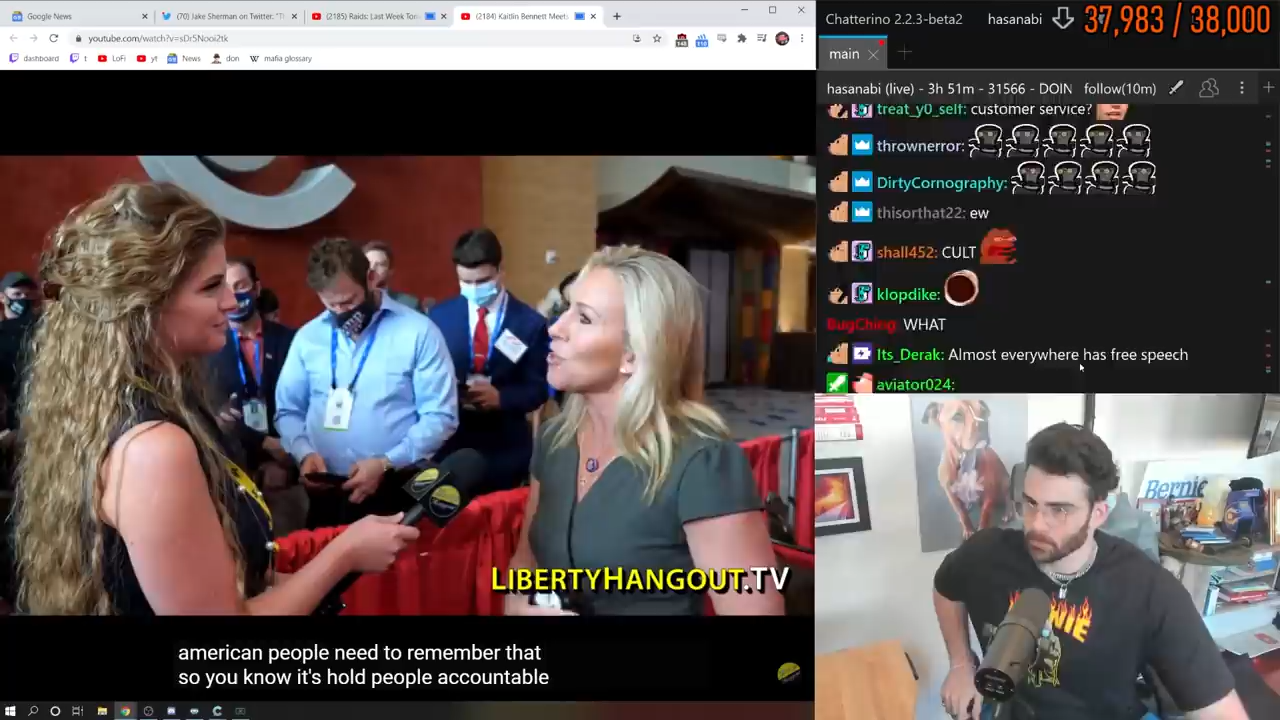 Google News
(70) Jake Sherman on Twitter: "T
(2185) Raids: Last Week Ton
(2184) Kaitlin Bennett Meets
youtube.com/watch?v=sDr5Nooi2tk
dashboard
t
LoFi
yt
News
don
mafia glossary
LIBERTYHANGOUT.TV
american people need to remember that
so you know it's hold people accountable
Chatterino 2.2.3-beta2
hasanabi
37,983 / 38,000
main
hasanabi (live) - 3h 51m - 31566 - DOIN
follow(10m)
treat_y0_self: customer service?
thrownerror:
DirtyCornography:
thisorthat22: ew
shall452: CULT
klopdike:
BugChing: WHAT
Its_Derak: Almost everywhere has free speech
aviator024:
Bernie